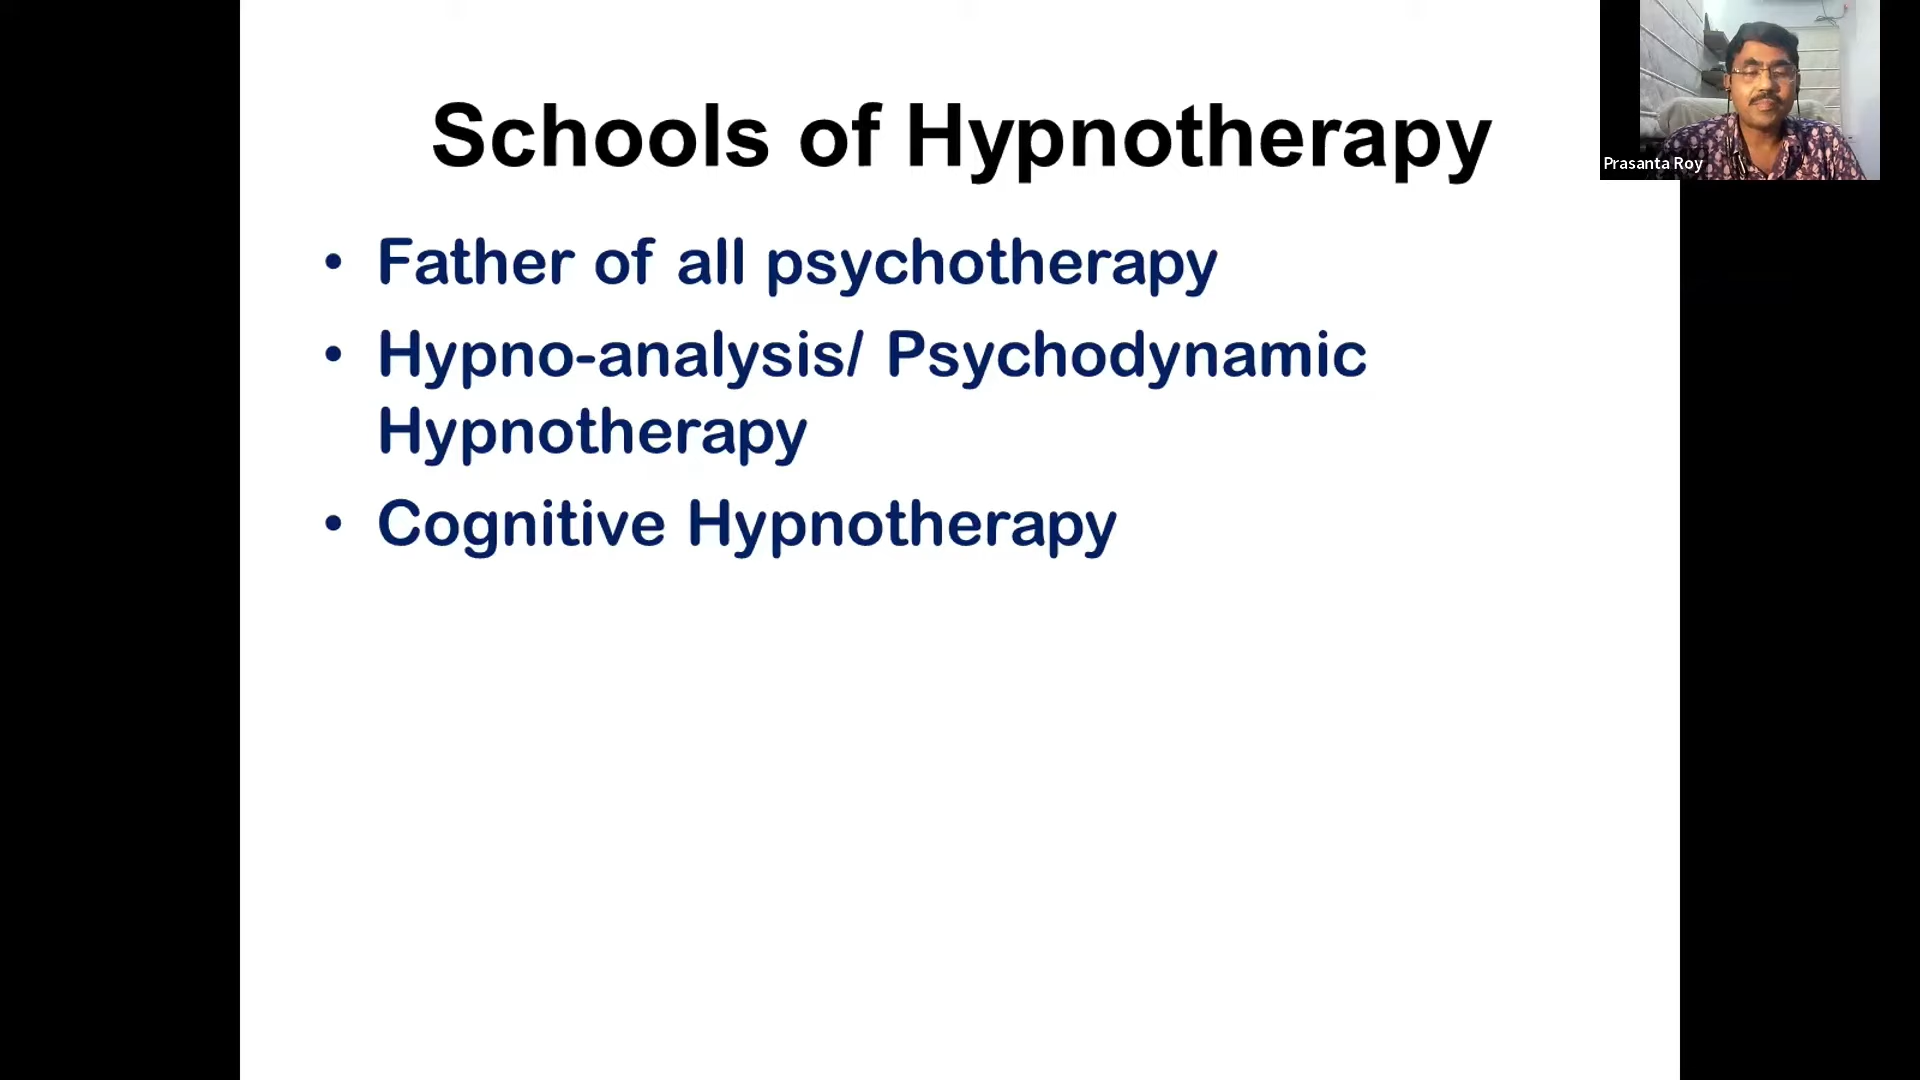 Schools of Hypnotherapy
• Father of all psychotherapy
• Hypno-analysis/ Psychodynamic
Hypnotherapy
• Cognitive Hypnotherapy
Prasanta Roy